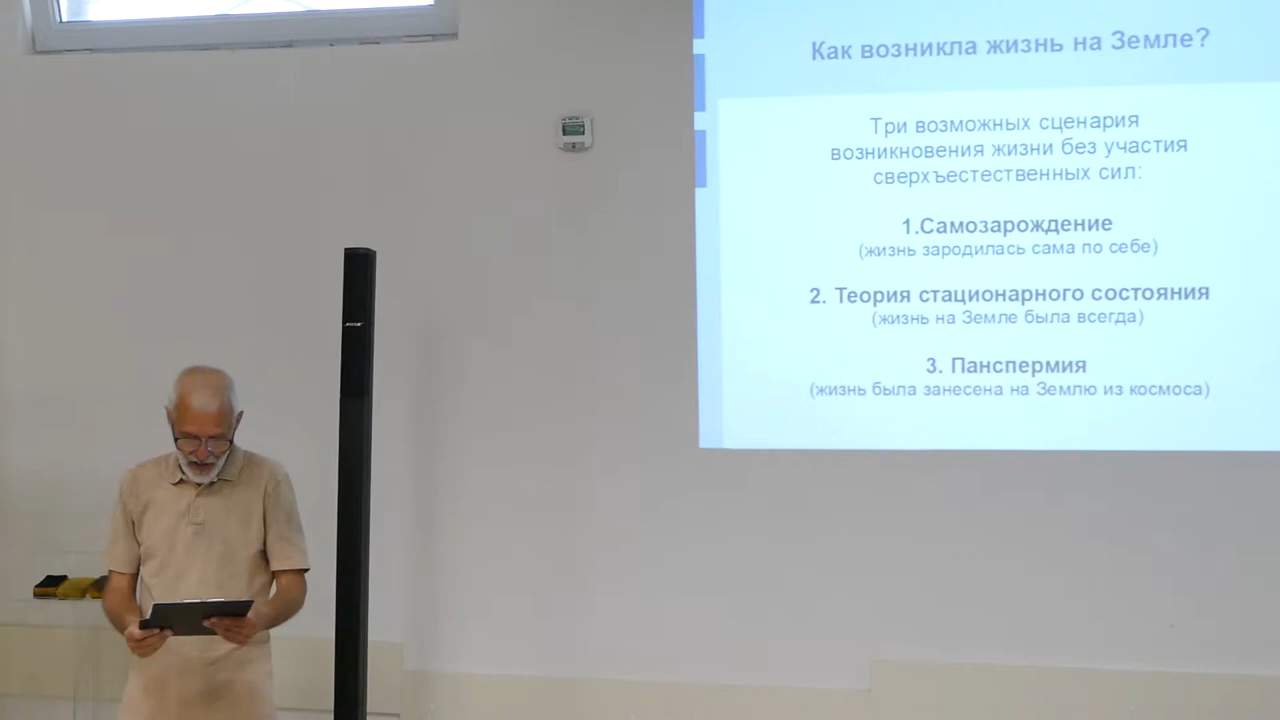 Как возникла жизнь на Земле?
Три возможных сценария
возникновения жизни без участия
сверхъестественных сил:
1.Самозарождение
(жизнь зародилась сама по себе)
2. Теория стационарного состояния
(жизнь на Земле была всегда)
3. Панспермия
(жизнь была занесена на Землю из космоса)
BOSE